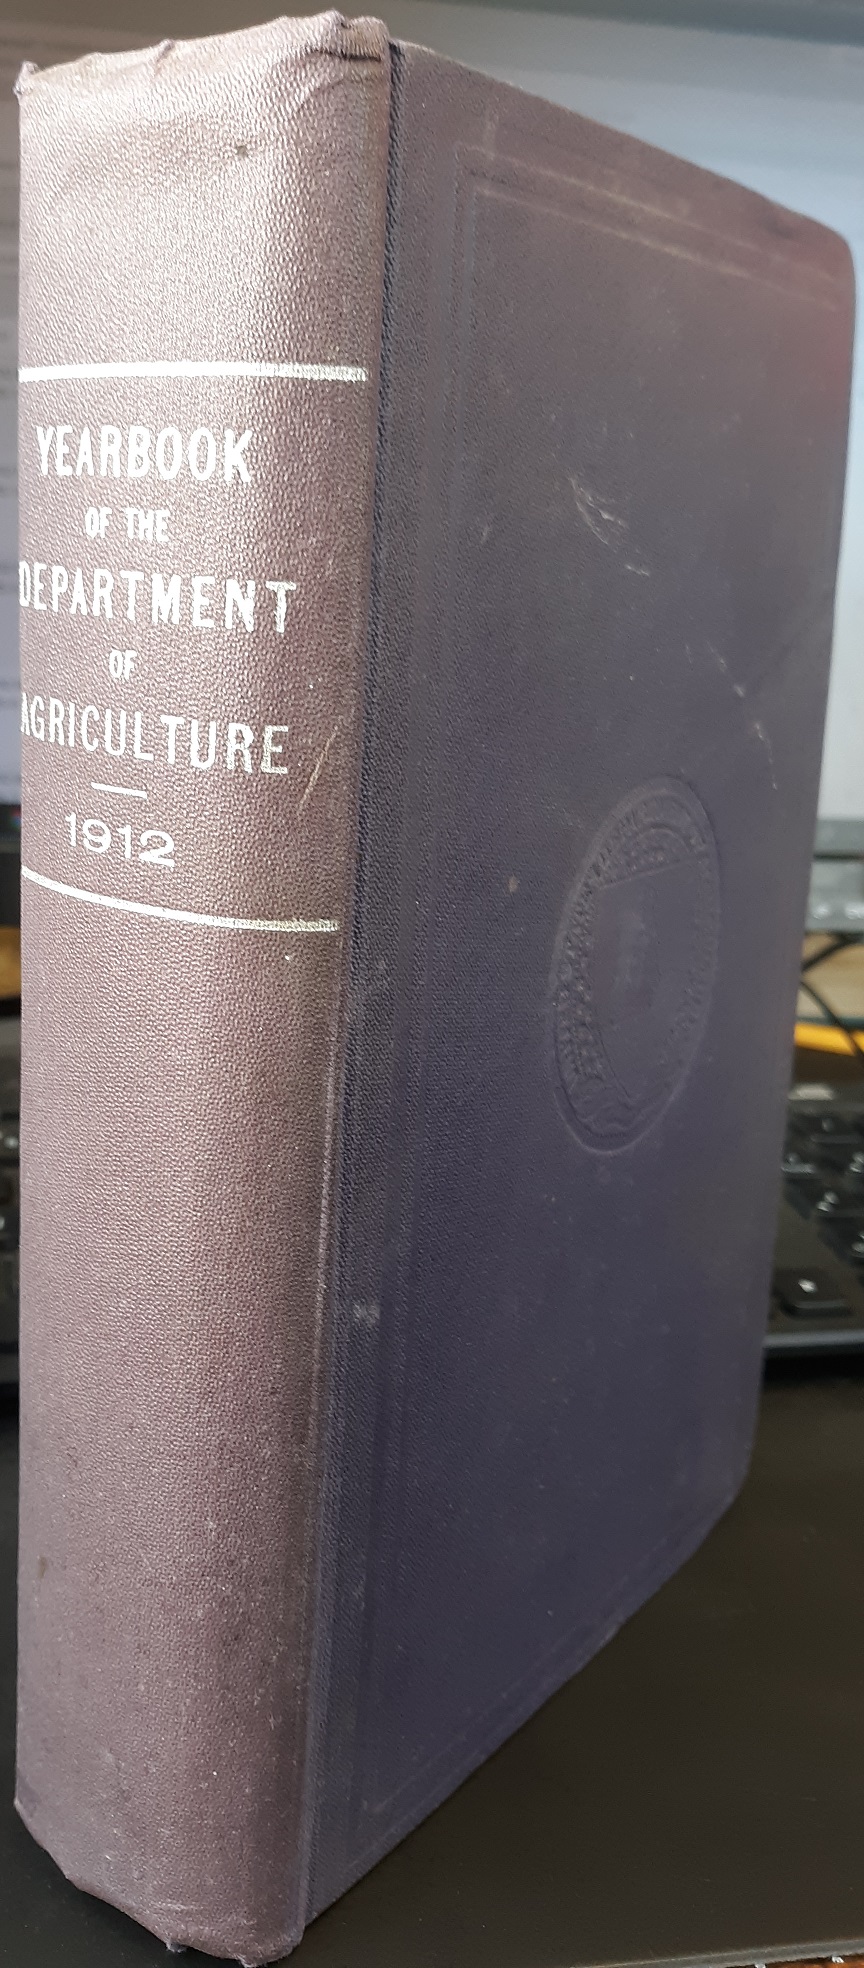 YEARBOOK
OF THE
DEPARTMENT
OF
AGRICULTURE
1912